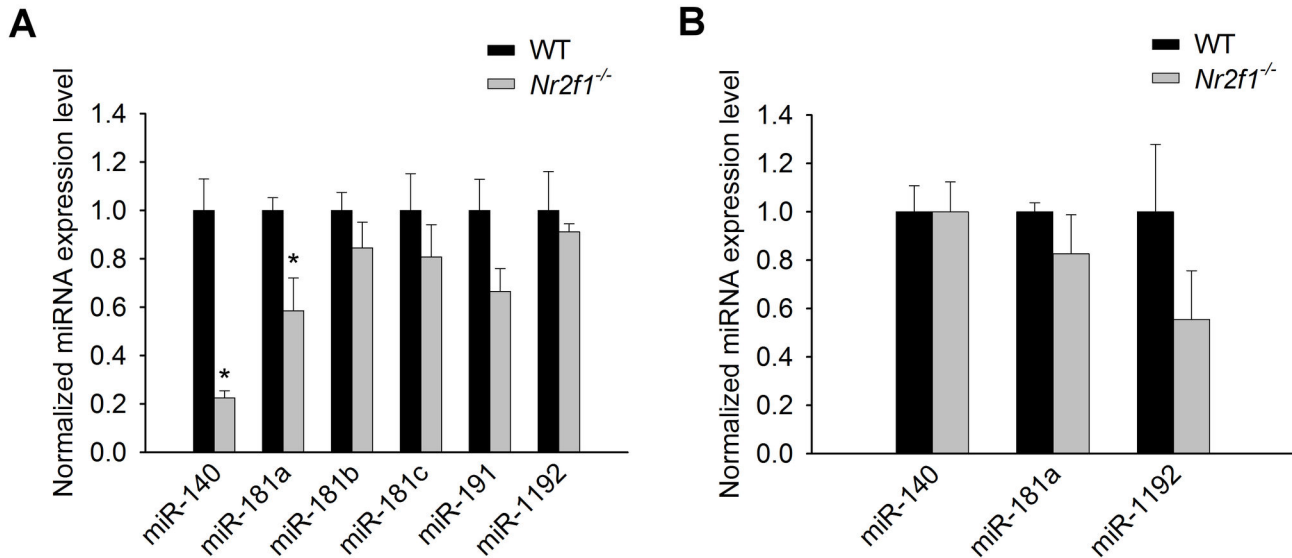 A
WT
Nr2f1-/-
Normalized miRNA expression level
1.4
1.2
1.0
0.8
0.6
0.4
0.2
0.0
*
*
miR-140
miR-181a
miR-181b
miR-181c
miR-191
miR-1192
B
WT
Nr2f1-/-
Normalized miRNA expression level
1.4
1.2
1.0
0.8
0.6
0.4
0.2
0.0
miR-140
miR-181a
miR-1192